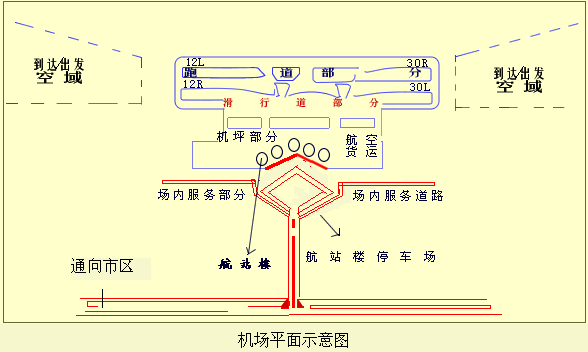 12L
30R
到达出发
空域
跑道部分
到达出发
空域
12R
30L
滑行道部分
机坪部分
航空
货运
场内服务部分
场内服务道路
航站楼
航站楼停车场
通向市区
机场平面示意图